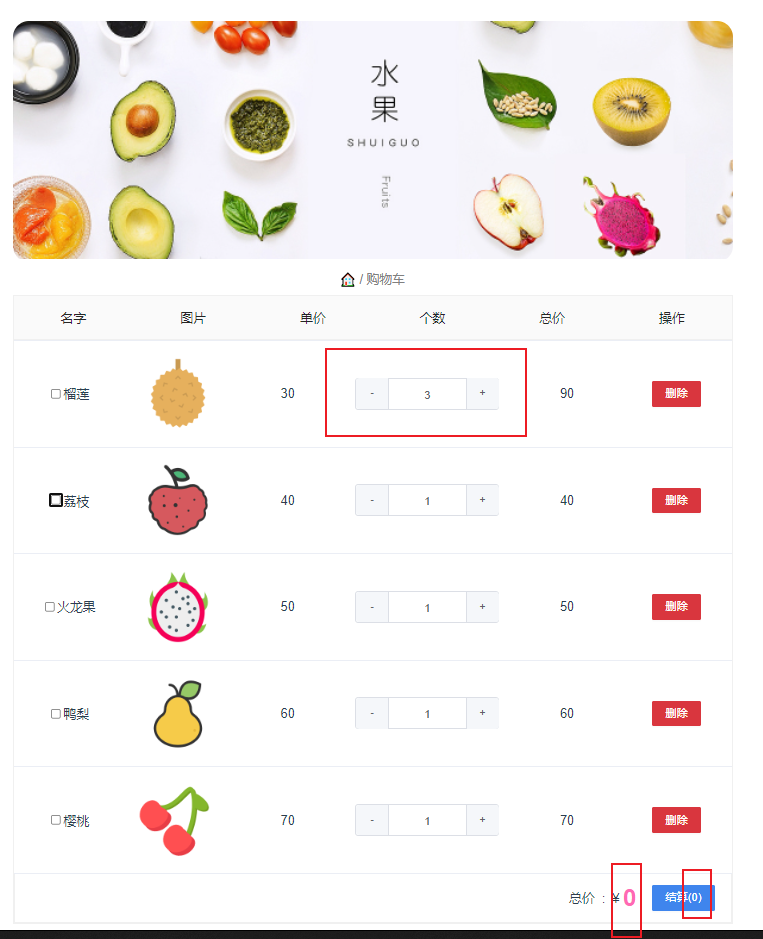 水
果
SHUIGUO
Fruits
/ 购物车
名字 图片 单价 个数 总价 操作
榴莲 30 - 3 + 90 删除
荔枝 40 - 1 + 40 删除
火龙果 50 - 1 + 50 删除
鸭梨 60 - 1 + 60 删除
樱桃 70 - 1 + 70 删除
总价 : ¥ 0 结算(0)